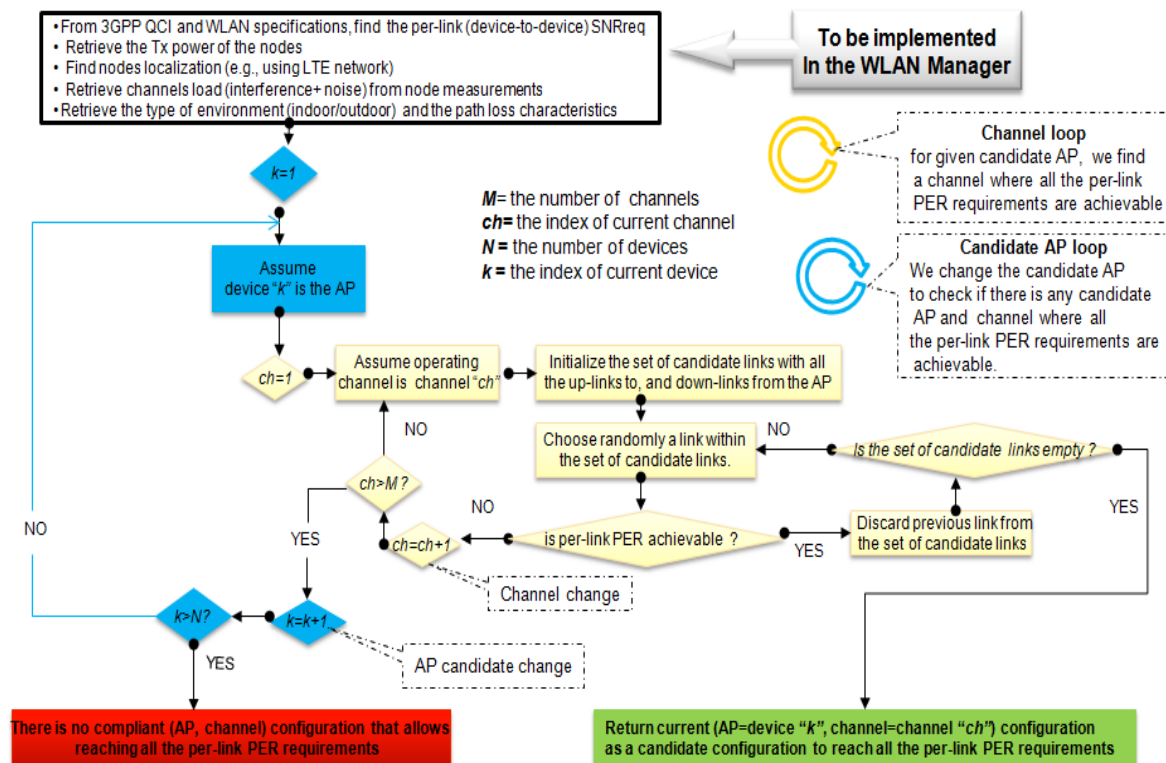 •From 3GPP QCI and WLAN specifications, find the per-link (device-to-device) SNRreq
• Retrieve the Tx power of the nodes
• Find nodes localization (e.g., using LTE network)
• Retrieve channels load (interference+ noise) from node measurements
•Retrieve the type of environment (indoor/outdoor) and the path loss characteristics
To be implemented
In the WLAN Manager
Channel loop
for given candidate AP, we find
a channel where all the per-link
PER requirements are achievable
k=1
M= the number of channels
ch= the index of current channel
N = the number of devices
k = the index of current device
Candidate AP loop
We change the candidate AP
to check if there is any candidate
AP and channel where all
the per-link PER requirements are
achievable.
Assume
device “k” is the AP
ch=1
Assume operating
channel is channel “ch”
Initialize the set of candidate links with all
the up-links to, and down-links from the AP
NO
Choose randomly a link within
the set of candidate links.
NO
Is the set of candidate links empty ?
ch>M?
NO
YES
NO
YES
ch=ch+1
is per-link PER achievable ?
YES
Discard previous link from
the set of candidate links
Channel change
k>N?
k=k+1
YES
AP candidate change
There is no compliant (AP, channel) configuration that allows
reaching all the per-link PER requirements
Return current (AP=device “k”, channel=channel “ch”) configuration
as a candidate configuration to reach all the per-link PER requirements